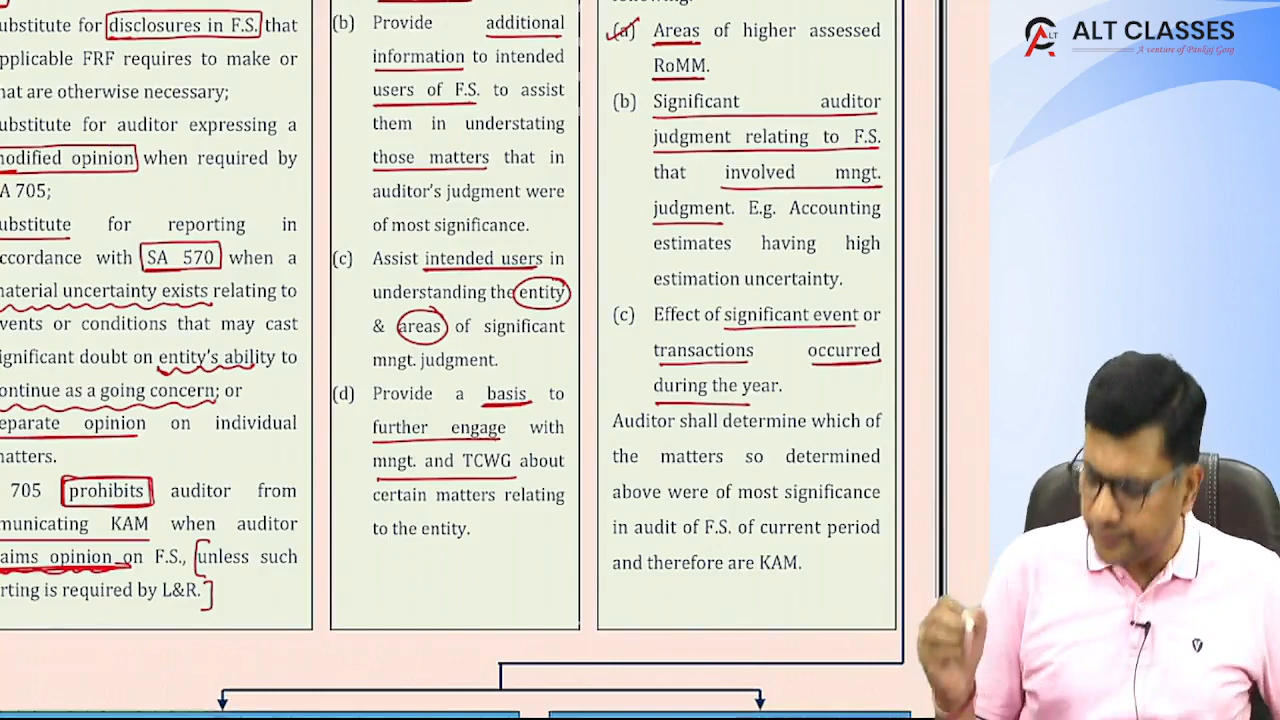 ubstitute for disclosures in F.S. that
pplicable FRF requires to make or
hat are otherwise necessary;
ubstitute for auditor expressing a
nodified opinion when required by
A 705;
ubstitute for reporting in
ccordance with SA 570 when a
naterial uncertainty exists relating to
vents or conditions that may cast
ignificant doubt on entity's ability to
ontinue as a going concern; or
eparate opinion on individual
natters.
705 prohibits auditor from
nmunicating KAM when auditor
aims opinion on F.S., unless such
rting is required by L&R.
(b) Provide additional
information to intended
users of F.S. to assist
them in understating
those matters that in
auditor's judgment were
of most significance.
(c) Assist intended users in
understanding the entity
& areas of significant
mngt. judgment.
(d) Provide a basis to
further engage with
mngt. and TCWG about
certain matters relating
to the entity.
(a) Areas of higher assessed
RoMM.
(b) Significant auditor
judgment relating to F.S.
that involved mngt.
judgment. E.g. Accounting
estimates having high
estimation uncertainty.
(c) Effect of significant event or
transactions occurred
during the year.
Auditor shall determine which of
the matters so determined
above were of most significance
in audit of F.S. of current period
and therefore are KAM.
ALT
ALT CLASSES
A venture of Pankaj Garg